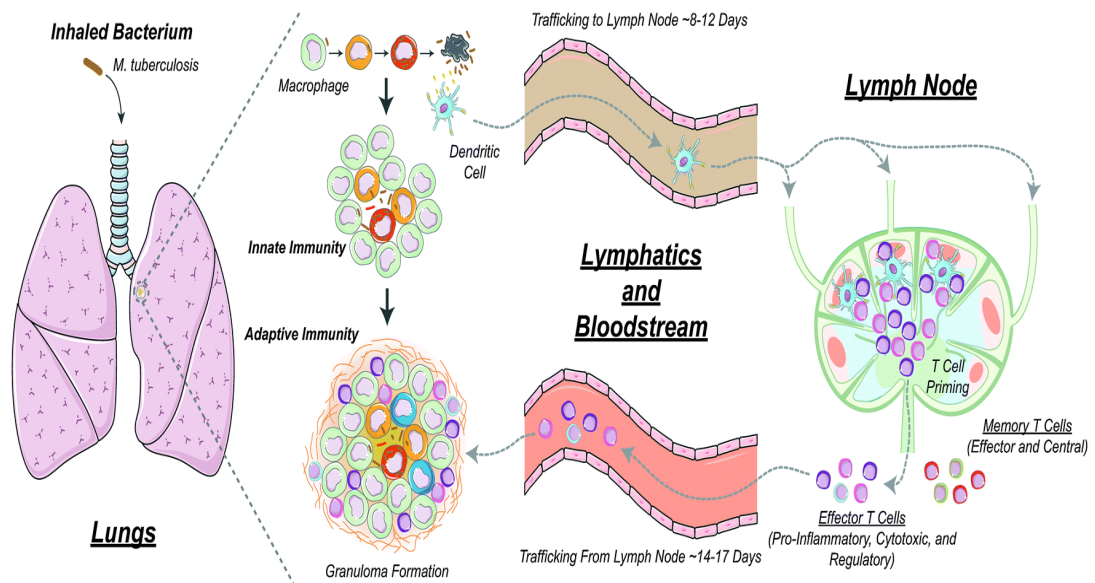 Inhaled Bacterium
M. tuberculosis
Lungs
Macrophage
Dendritic
Cell
Innate Immunity
Adaptive Immunity
Granuloma Formation
Trafficking to Lymph Node ~8-12 Days
Lymphatics
and
Bloodstream
Trafficking From Lymph Node ~14-17 Days
Lymph Node
T Cell
Priming
Memory T Cells
(Effector and Central)
Effector T Cells
(Pro-Inflammatory, Cytotoxic, and
Regulatory)